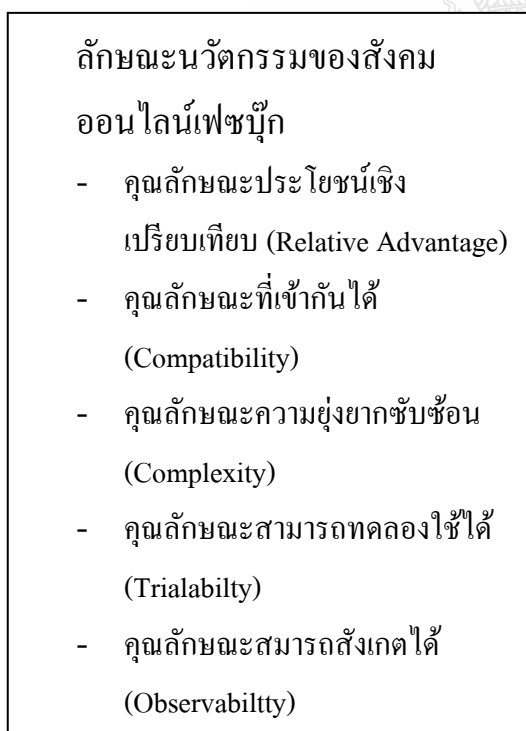 ลักษณะนวัตกรรมของสังคม
ออนไลน์เฟซบุ๊ก
- คุณลักษณะประโยชน์เชิง
เปรียบเทียบ (Relative Advantage)
- คุณลักษณะที่เข้ากันได้
(Compatibility)
- คุณลักษณะความยุ่งยากซับซ้อน
(Complexity)
- คุณลักษณะสามารถทดลองใช้ได้
(Trialabilty)
- คุณลักษณะสมารถสังเกตได้
(Observabiltty)